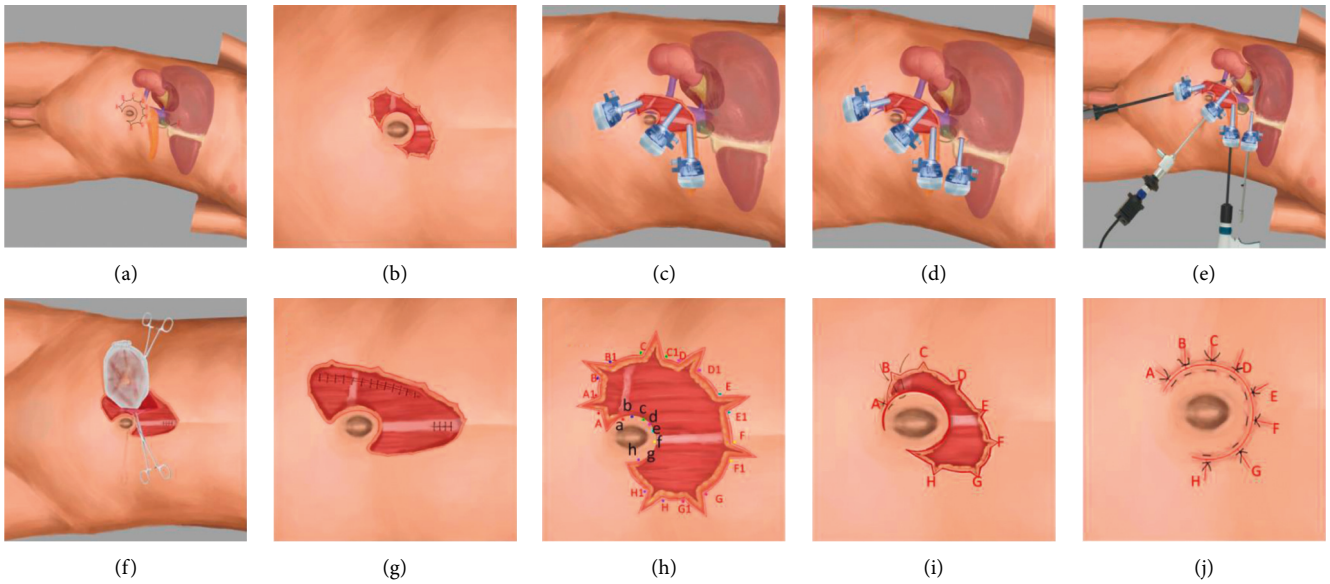 (a) (b) (c) (d) (e)
B1 C C1 D D1 B A1 A E E1 F F1 G G1 H H1 a b c d e f g h
A B C D E F G H
A B C D E F G H
(f) (g) (h) (i) (j)